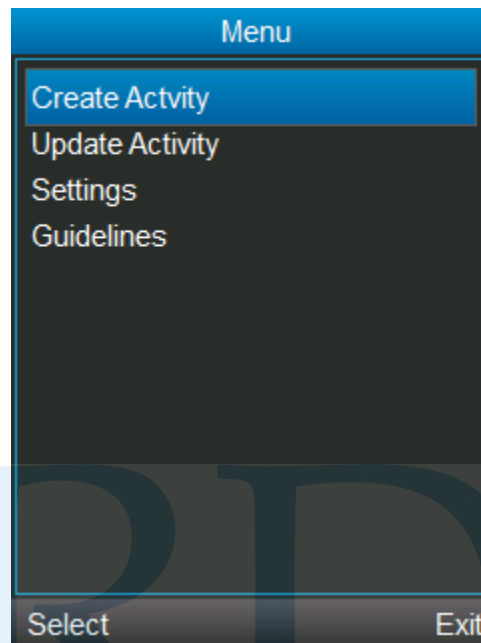 Menu
Create Actvity
Update Activity
Settings
Guidelines
Select Exit